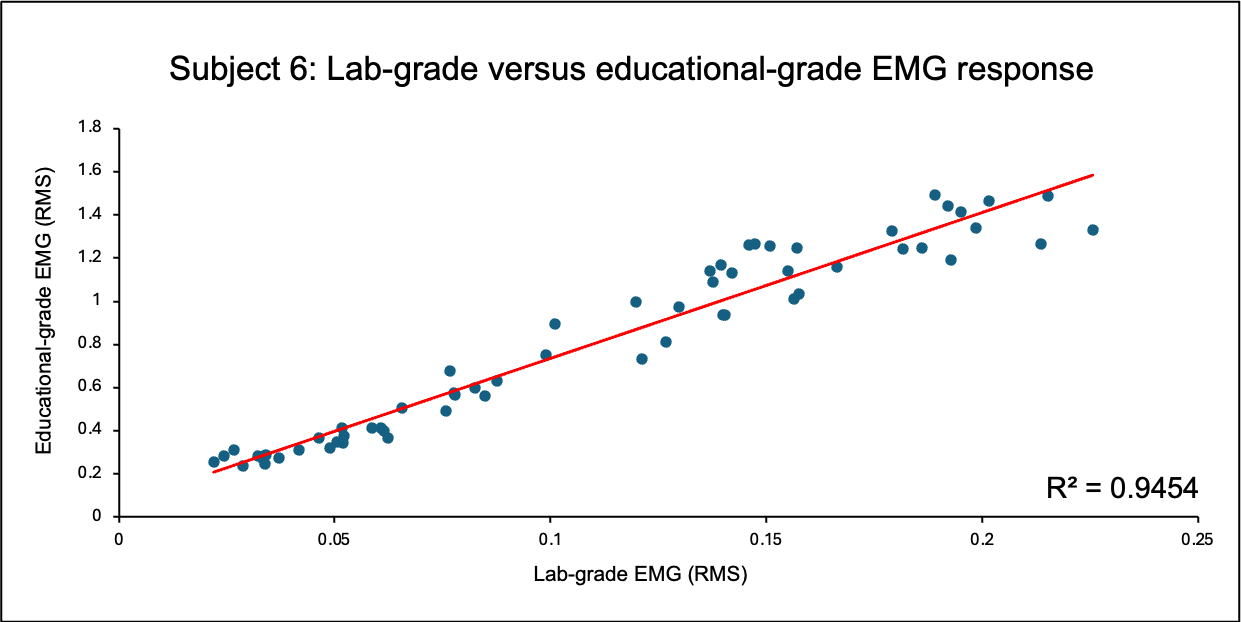 Subject 6: Lab-grade versus educational-grade EMG response
Educational-grade EMG (RMS)
1.8
1.6
1.4
1.2
1
0.8
0.6
0.4
0.2
0
R² = 0.9454
0 0.05 0.1 0.15 0.2 0.25
Lab-grade EMG (RMS)